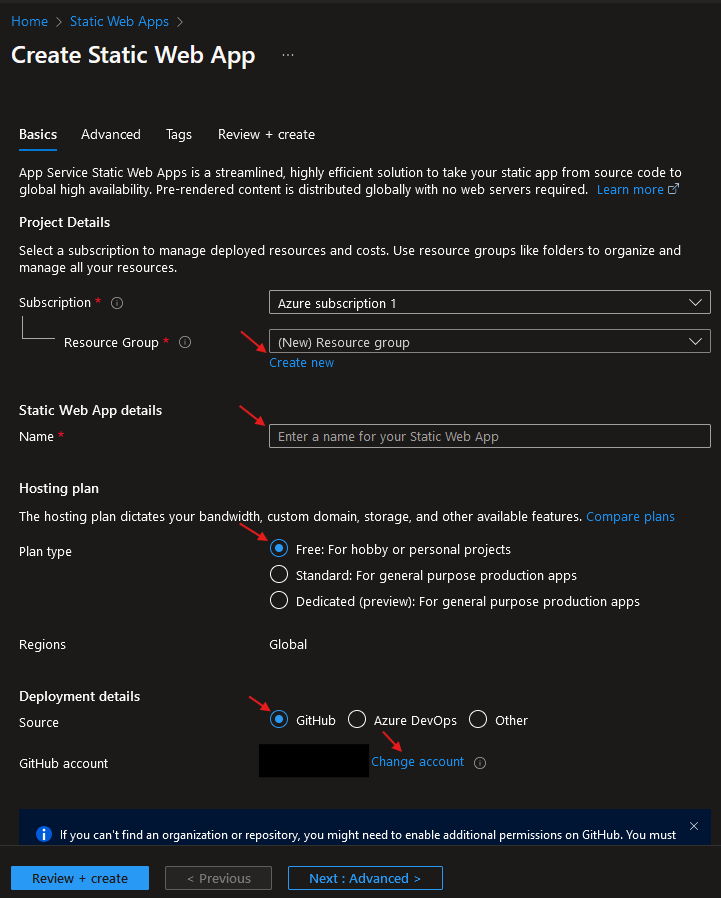 Home > Static Web Apps >
Create Static Web App ...
Basics Advanced Tags Review + create
App Service Static Web Apps is a streamlined, highly efficient solution to take your static app from source code to
global high availability. Pre-rendered content is distributed globally with no web servers required. Learn more
Project Details
Select a subscription to manage deployed resources and costs. Use resource groups like folders to organize and
manage all your resources.
Subscription * Azure subscription 1
Resource Group * (New) Resource group
Create new
Static Web App details
Name * Enter a name for your Static Web App
Hosting plan
The hosting plan dictates your bandwidth, custom domain, storage, and other available features. Compare plans
Plan type Free: For hobby or personal projects
Standard: For general purpose production apps
Dedicated (preview): For general purpose production apps
Regions Global
Deployment details
Source GitHub Azure DevOps Other
GitHub account Change account
If you can't find an organization or repository, you might need to enable additional permissions on GitHub. You must
Review + create < Previous Next : Advanced >